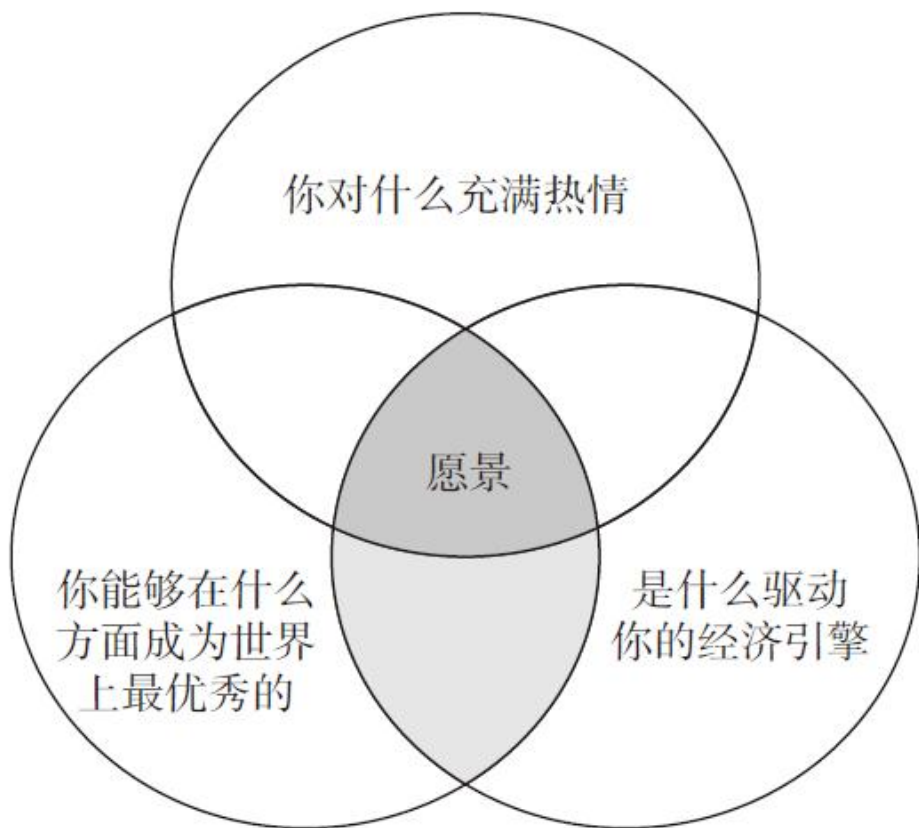 你对什么充满热情
愿景
你能够在什么
方面成为世界
上最优秀的
是什么驱动
你的经济引擎